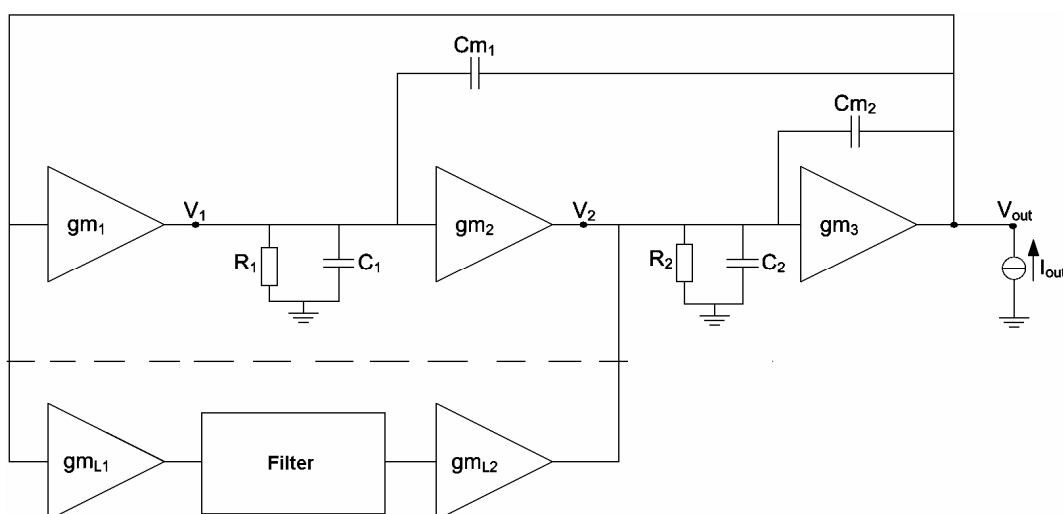 Cm₁
Cm₂
gm₁
V₁
gm₂
V₂
gm₃
Vout
R₁
C₁
R₂
C₂
Iout
gmL1
Filter
gmL2